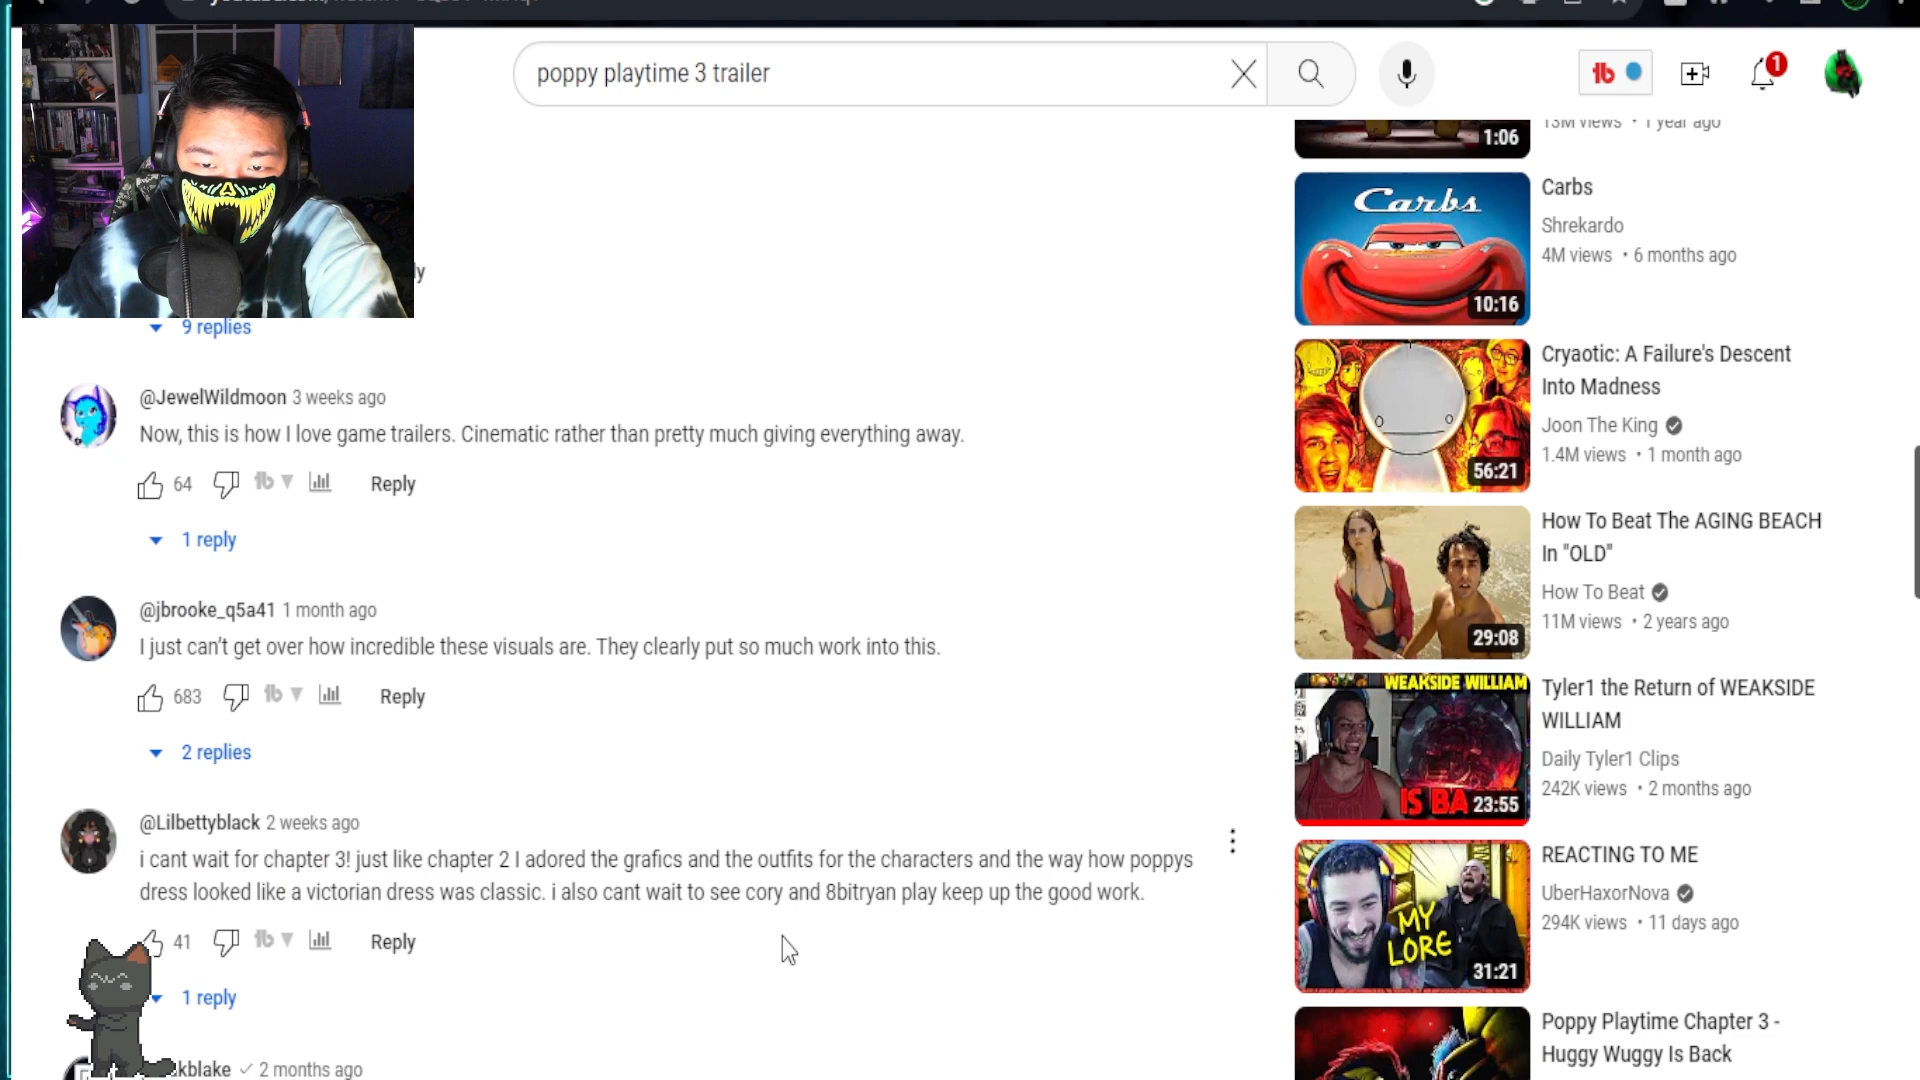 poppy playtime 3 trailer
1
13M views • 1 year ago
1:06
Carbs
Carbs
Shrekardo
4M views • 6 months ago
10:16
ly
9 replies
Cryaotic: A Failure's Descent
Into Madness
Joon The King
1.4M views • 1 month ago
56:21
@JewelWildmoon 3 weeks ago
Now, this is how I love game trailers. Cinematic rather than pretty much giving everything away.
64
Reply
1 reply
How To Beat The AGING BEACH
In "OLD"
How To Beat
11M views • 2 years ago
29:08
@jbrooke_q5a41 1 month ago
I just can't get over how incredible these visuals are. They clearly put so much work into this.
683
Reply
2 replies
WEAKSIDE WILLIAM
IS BA
23:55
Tyler1 the Return of WEAKSIDE
WILLIAM
Daily Tyler1 Clips
242K views • 2 months ago
@Lilbettyblack 2 weeks ago
i cant wait for chapter 3! just like chapter 2 I adored the grafics and the outfits for the characters and the way how poppys
dress looked like a victorian dress was classic. i also cant wait to see cory and 8bitryan play keep up the good work.
41
Reply
1 reply
MY
LORE
31:21
REACTING TO ME
UberHaxorNova
294K views • 11 days ago
Poppy Playtime Chapter 3 -
Huggy Wuggy Is Back
kblake 2 months ago